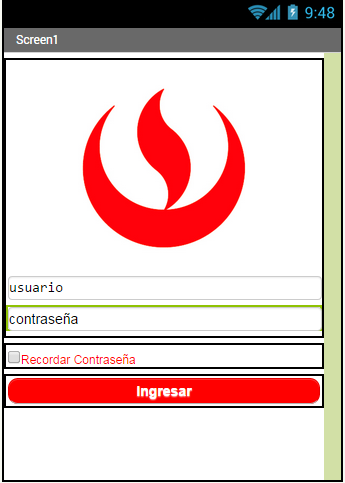 9:48
Screen1
usuario
contraseña
Recordar Contraseña
Ingresar